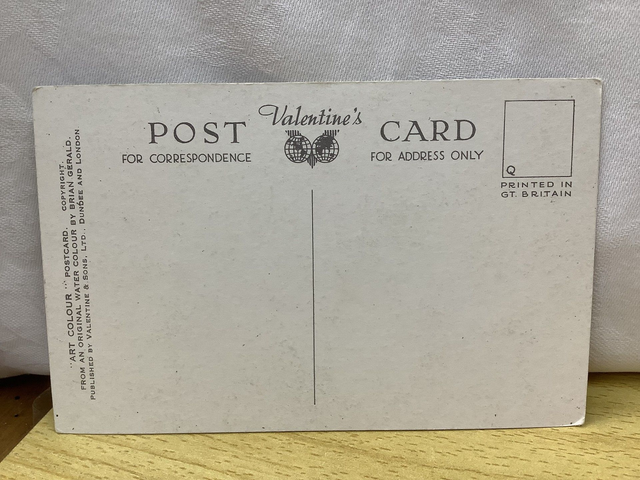 Valentine's
POST CARD
FOR CORRESPONDENCE
FOR ADDRESS ONLY
Q
PRINTED IN
GT. BRITAIN
"ART COLOUR" POSTCARD. COPYRIGHT.
FROM AN ORIGINAL WATER COLOUR BY BRIAN GERALD.
PUBLISHED BY VALENTINE & SONS, LTD., DUNDEE AND LONDON